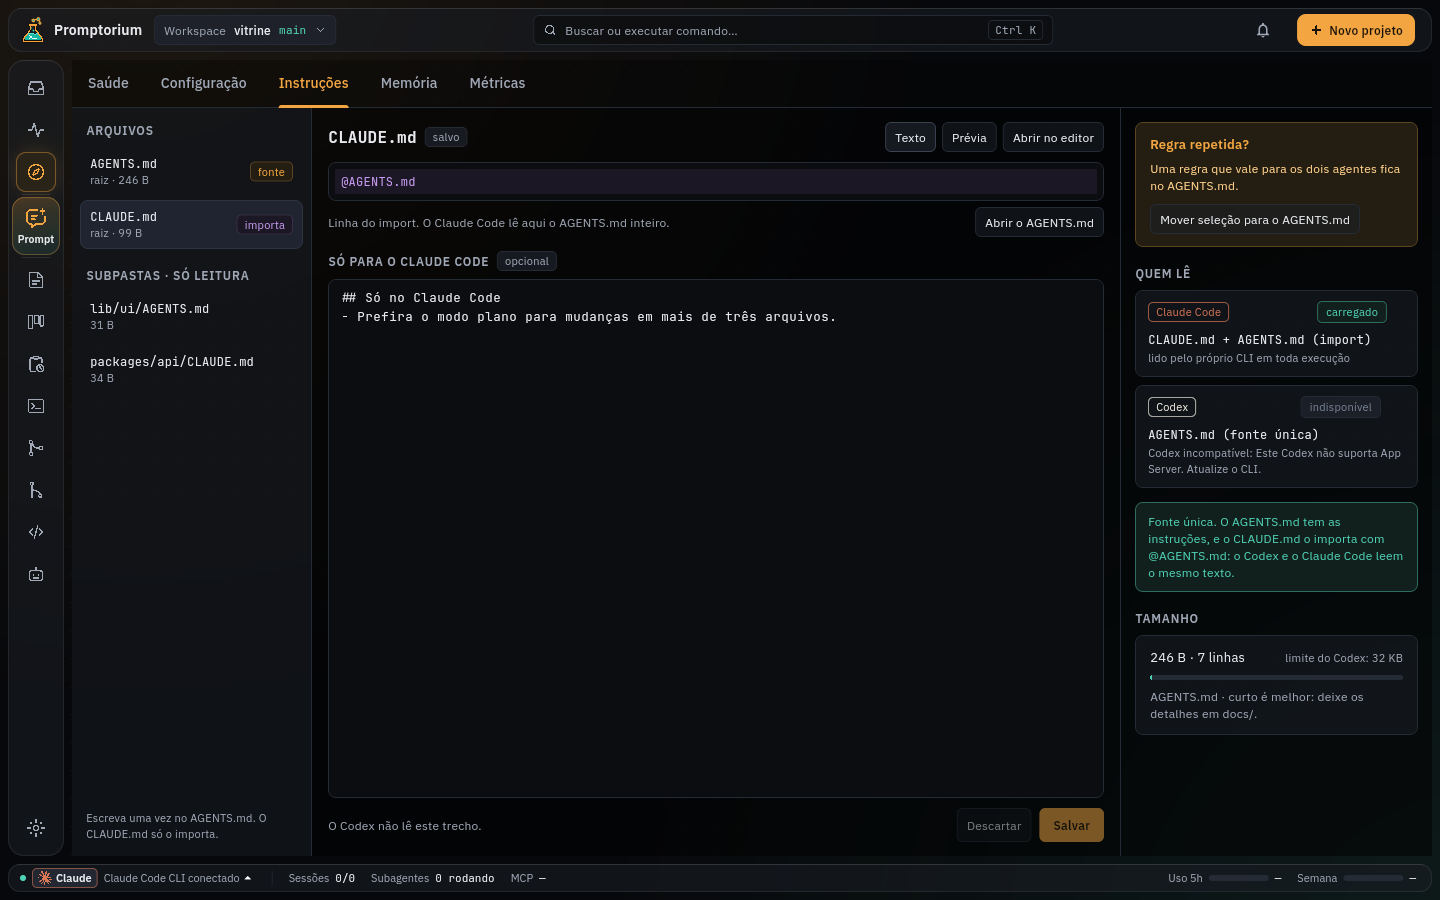 Promptorium
Workspace vitrine main
Buscar ou executar comando...
Ctrl K
+ Novo projeto
Saúde
Configuração
Instruções
Memória
Métricas
Prompt
ARQUIVOS
AGENTS.md
raiz · 246 B
fonte
CLAUDE.md
raiz · 99 B
importa
SUBPASTAS · SÓ LEITURA
lib/ui/AGENTS.md
31 B
packages/api/CLAUDE.md
34 B
Escreva uma vez no AGENTS.md. O
CLAUDE.md só o importa.
CLAUDE.md
salvo
Texto
Prévia
Abrir no editor
@AGENTS.md
Linha do import. O Claude Code lê aqui o AGENTS.md inteiro.
Abrir o AGENTS.md
SÓ PARA O CLAUDE CODE
opcional
## Só no Claude Code
- Prefira o modo plano para mudanças em mais de três arquivos.
O Codex não lê este trecho.
Descartar
Salvar
Regra repetida?
Uma regra que vale para os dois agentes fica
no AGENTS.md.
Mover seleção para o AGENTS.md
QUEM LÊ
Claude Code
carregado
CLAUDE.md + AGENTS.md (import)
lido pelo próprio CLI em toda execução
Codex
indisponível
AGENTS.md (fonte única)
Codex incompatível: Este Codex não suporta App
Server. Atualize o CLI.
Fonte única. O AGENTS.md tem as
instruções, e o CLAUDE.md o importa com
@AGENTS.md: o Codex e o Claude Code leem
o mesmo texto.
TAMANHO
246 B · 7 linhas
limite do Codex: 32 KB
AGENTS.md · curto é melhor: deixe os
detalhes em docs/.
Claude
Claude Code CLI conectado
Sessões 0/0
Subagentes 0 rodando
MCP —
Uso 5h —
Semana —